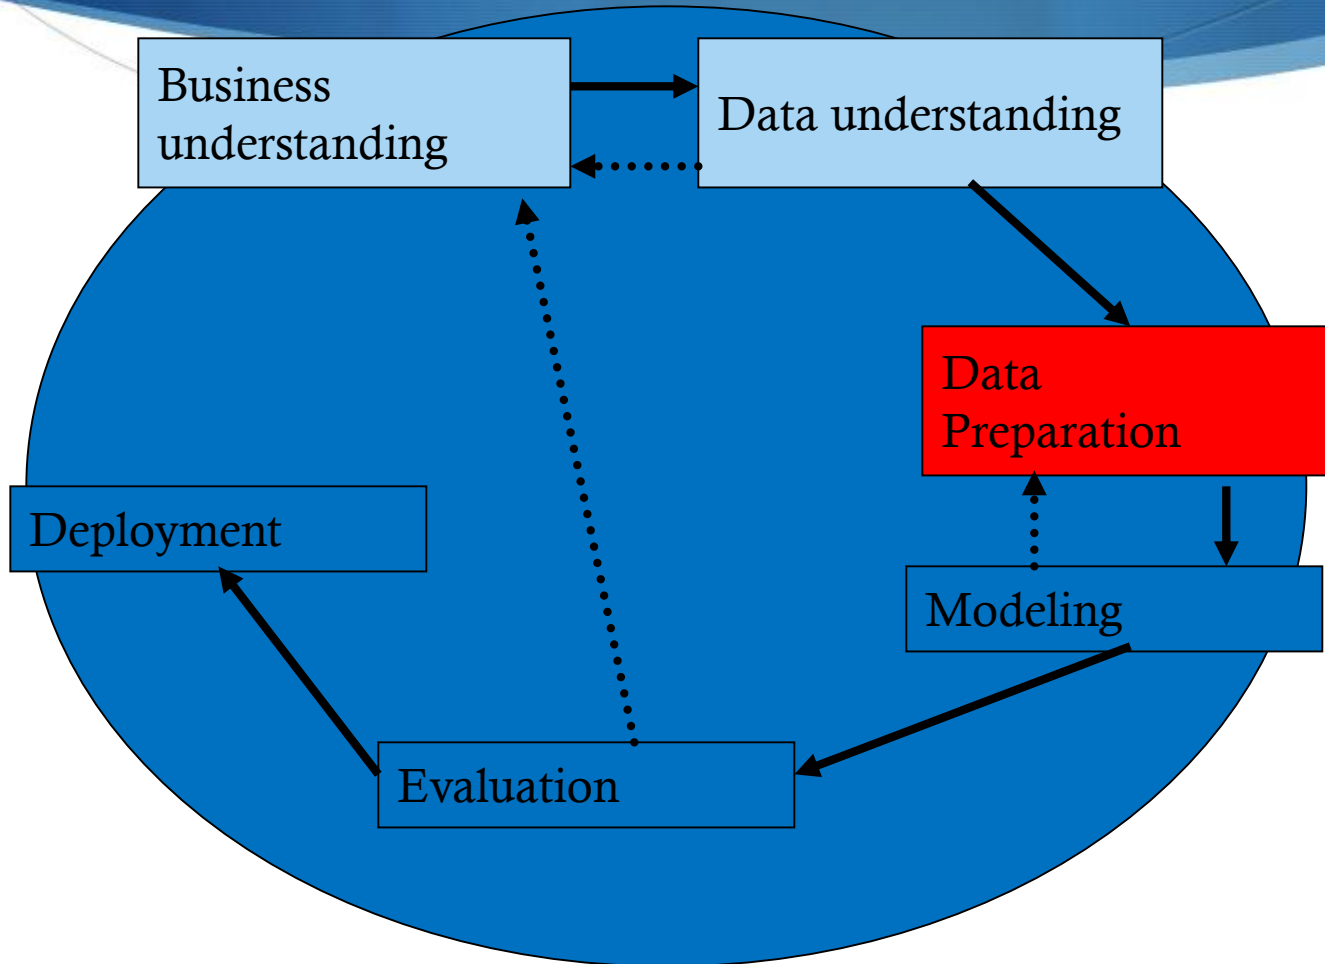 Business
understanding
Data understanding
Data
Preparation
Deployment
Modeling
Evaluation